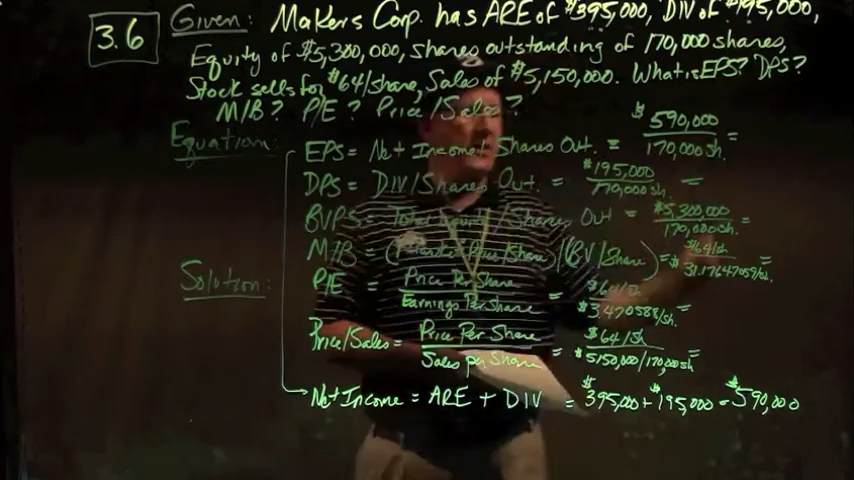 3.6 Given: Makers Corp. has ARE of $395,000, DIV of $195,000,
Equity of $5,300,000, shares outstanding of 170,000 shares,
Stock sells for $64/share, Sales of $5,150,000. What is EPS? DPS?
M/B? P/E? Price/Sales?
Equation:
EPS = Net Income/Shares Out. = $590,000 / 170,000 sh. =
DPS = DIV/Shares Out. = $195,000 / 170,000 sh. =
BVPS = Total Equity/Shares Out = $5,300,000 / 170,000 sh. =
M/B = (Market Price/Share)/(BV/Share) = $64/sh / $31.17647059/sh. =
Solution:
P/E = Price Per Share / Earnings Per Share = $64/sh / $3.470588/sh. =
Price/Sales = Price Per Share / Sales per Share = $64/sh / $5150,000/170,000sh =
Net Income = ARE + DIV = $395,000 + $195,000 = $590,000